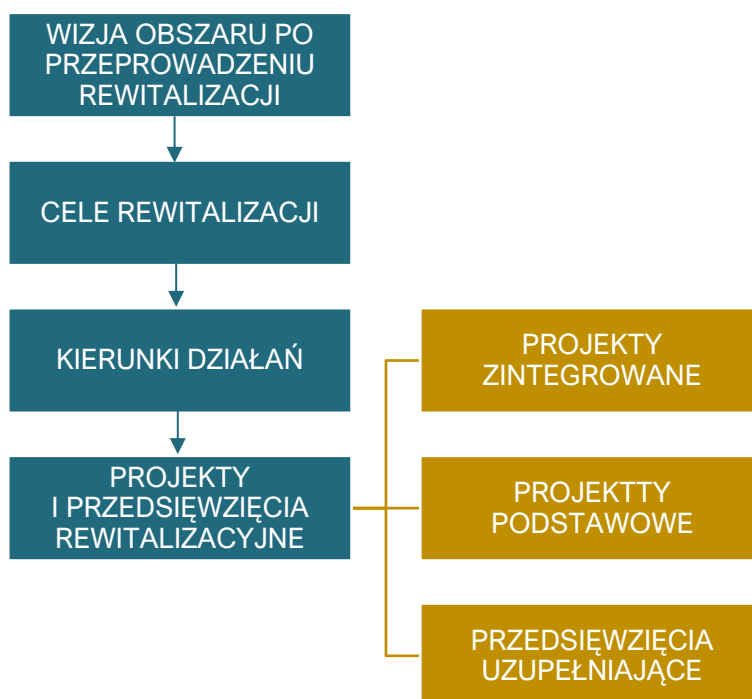 WIZJA OBSZARU PO
PRZEPROWADZENIU
REWITALIZACJI
CELE REWITALIZACJI
KIERUNKI DZIAŁAŃ
PROJEKTY
I PRZEDSIĘWZIĘCIA
REWITALIZACYJNE
PROJEKTY
ZINTEGROWANE
PROJEKTTY
PODSTAWOWE
PRZEDSIĘWZIĘCIA
UZUPEŁNIAJĄCE